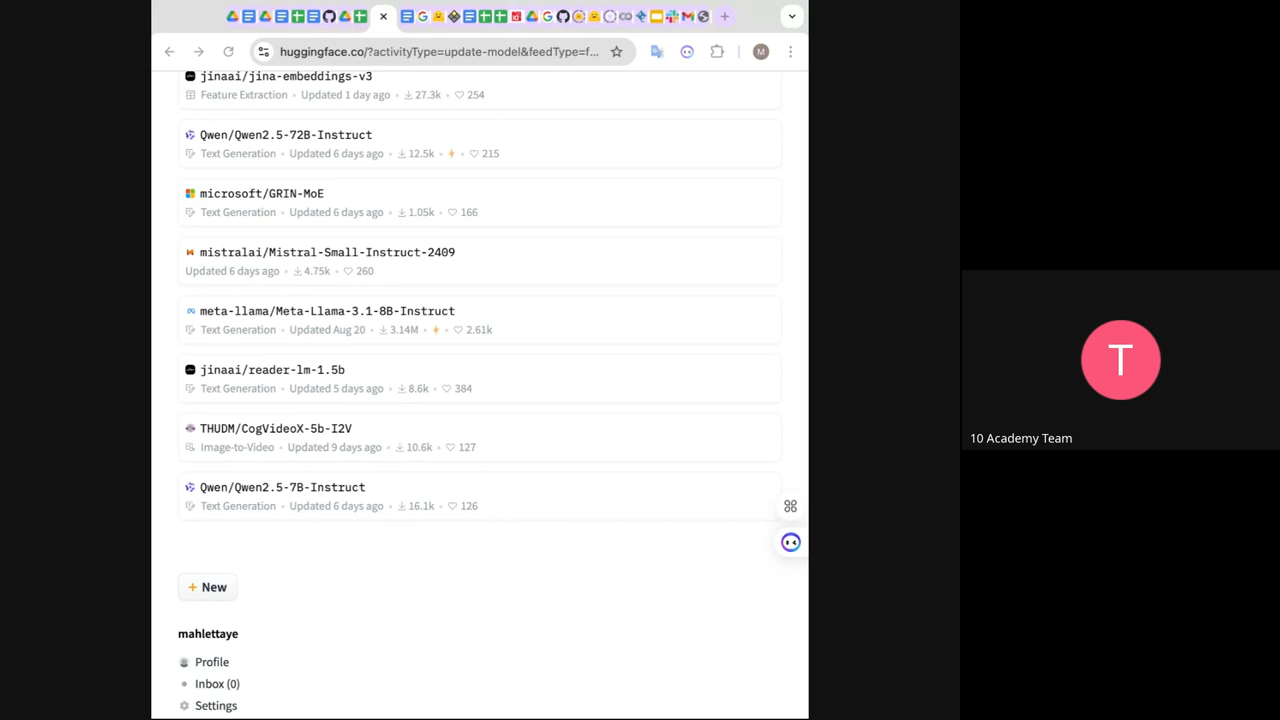 huggingface.co/?activityType=update-model&feedType=f...
M
jinaai/jina-embeddings-v3
Feature Extraction • Updated 1 day ago • 27.3k • 254
Qwen/Qwen2.5-72B-Instruct
Text Generation • Updated 6 days ago • 12.5k • 215
microsoft/GRIN-MoE
Text Generation • Updated 6 days ago • 1.05k • 166
mistralai/Mistral-Small-Instruct-2409
Updated 6 days ago • 4.75k • 260
meta-llama/Meta-Llama-3.1-8B-Instruct
Text Generation • Updated Aug 20 • 3.14M • 2.61k
jinaai/reader-lm-1.5b
Text Generation • Updated 5 days ago • 8.6k • 384
THUDM/CogVideoX-5b-I2V
Image-to-Video • Updated 9 days ago • 10.6k • 127
Qwen/Qwen2.5-7B-Instruct
Text Generation • Updated 6 days ago • 16.1k • 126
+ New
mahlettaye
Profile
Inbox (0)
Settings
T
10 Academy Team